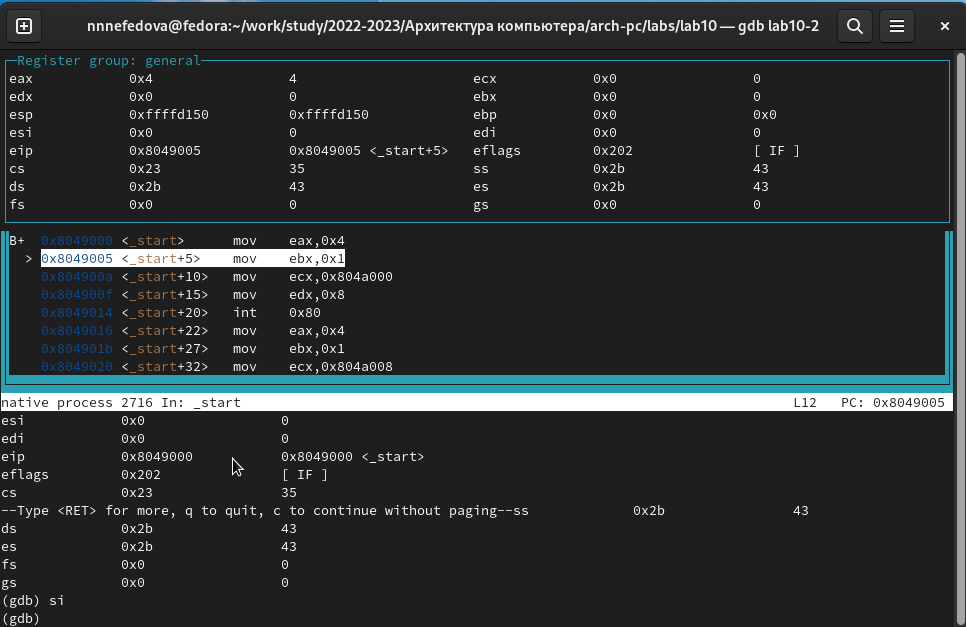 nnnefedova@fedora:~/work/study/2022-2023/Архитектура компьютера/arch-pc/labs/lab10 — gdb lab10-2
Register group: general
eax 0x4 4 ecx 0x0 0
edx 0x0 0 ebx 0x0 0
esp 0xffffd150 0xffffd150 ebp 0x0 0x0
esi 0x0 0 edi 0x0 0
eip 0x8049005 0x8049005 <_start+5> eflags 0x202 [ IF ]
cs 0x23 35 ss 0x2b 43
ds 0x2b 43 es 0x2b 43
fs 0x0 0 gs 0x0 0
B+ 0x8049000 <_start> mov eax,0x4
> 0x8049005 <_start+5> mov ebx,0x1
0x804900a <_start+10> mov ecx,0x804a000
0x804900f <_start+15> mov edx,0x8
0x8049014 <_start+20> int 0x80
0x8049016 <_start+22> mov eax,0x4
0x804901b <_start+27> mov ebx,0x1
0x8049020 <_start+32> mov ecx,0x804a008
native process 2716 In: _start L12 PC: 0x8049005
esi 0x0 0
edi 0x0 0
eip 0x8049000 0x8049000 <_start>
eflags 0x202 [ IF ]
cs 0x23 35
--Type <RET> for more, q to quit, c to continue without paging--ss 0x2b 43
ds 0x2b 43
es 0x2b 43
fs 0x0 0
gs 0x0 0
(gdb) si
(gdb)